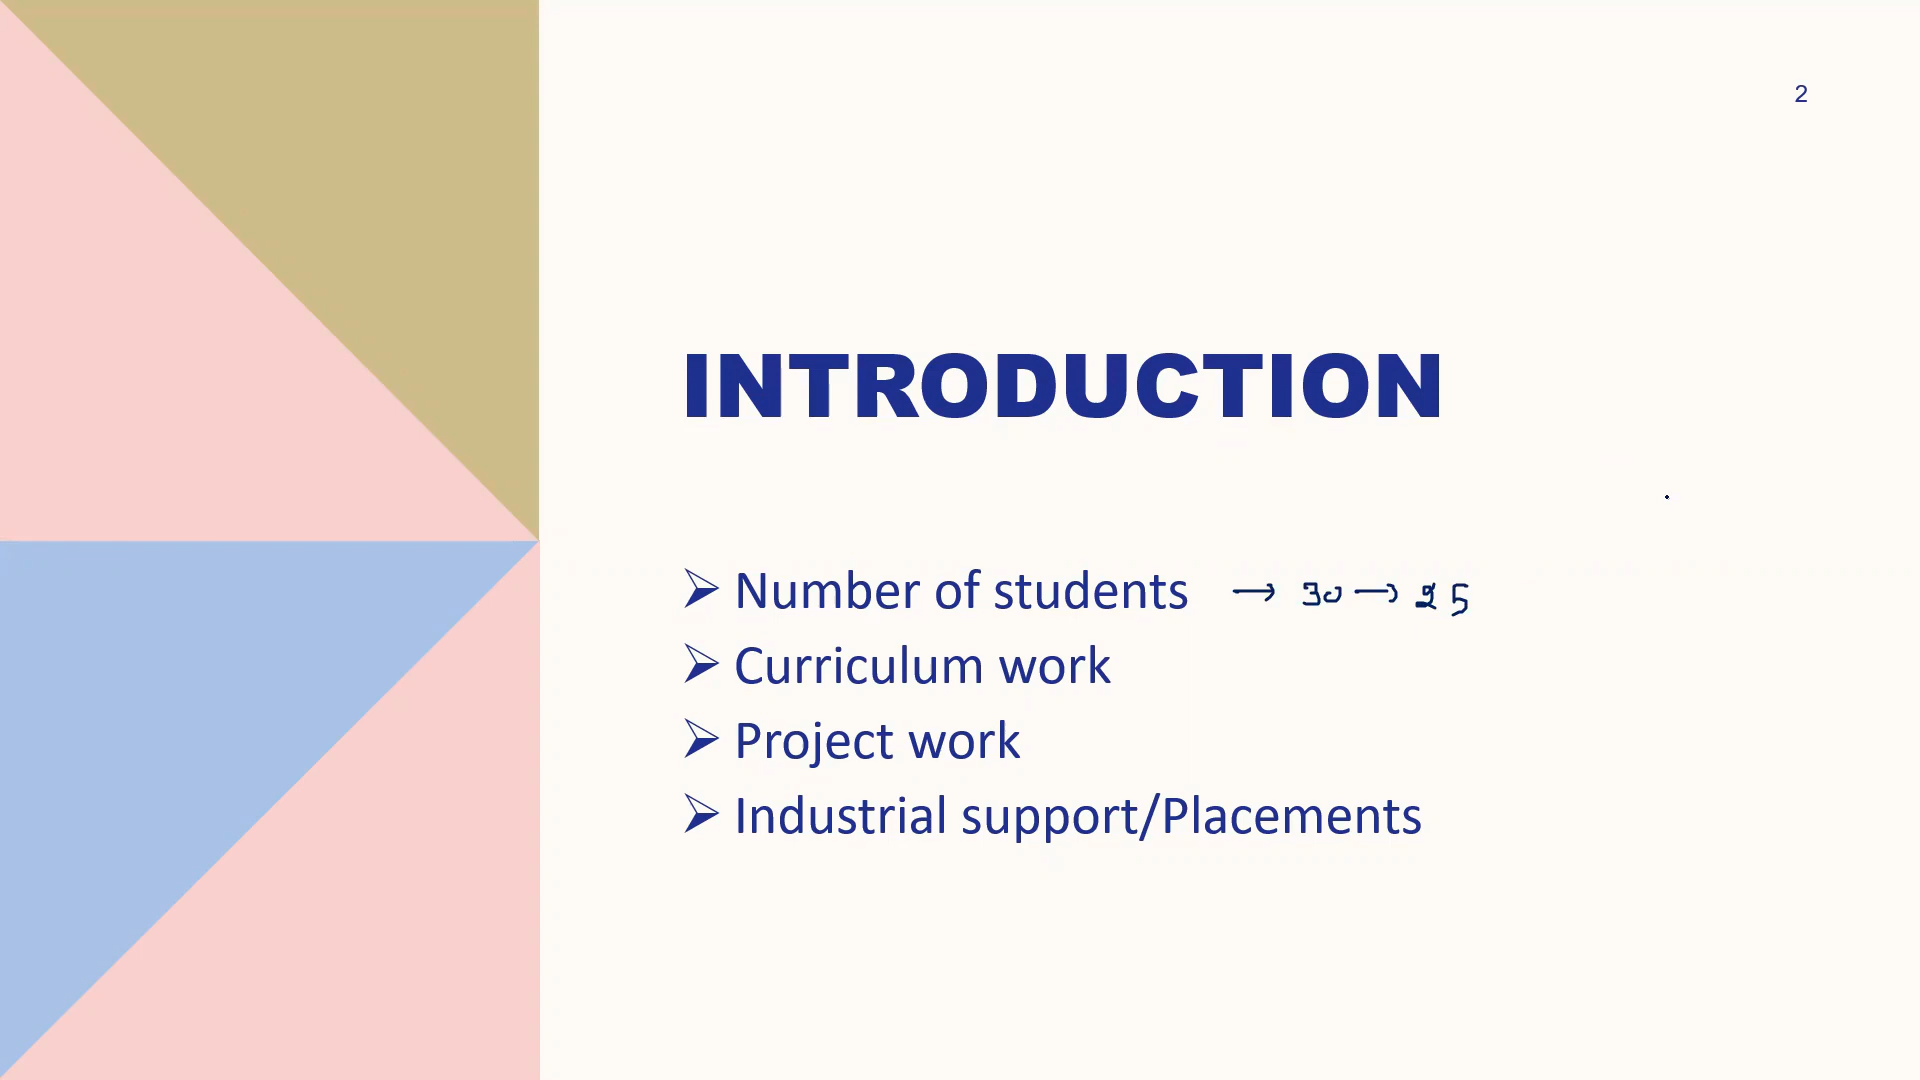 2
INTRODUCTION
➢ Number of students → 30 → 25
➢ Curriculum work
➢ Project work
➢ Industrial support/Placements